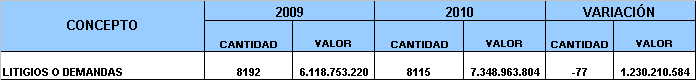 CONCEPTO 2009 2010 VARIACIÓN
CANTIDAD VALOR CANTIDAD VALOR CANTIDAD VALOR
LITIGIOS O DEMANDAS 8192 6.118.753.220 8115 7.348.963.804 -77 1.230.210.584